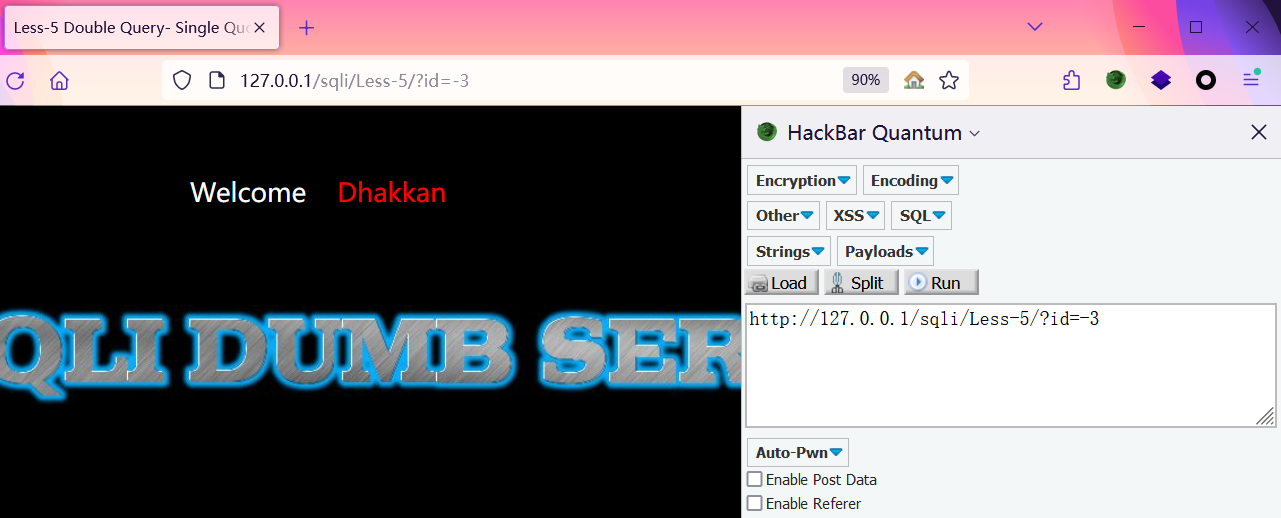 Less-5 Double Query- Single Qu
127.0.0.1/sqli/Less-5/?id=-3
90%
HackBar Quantum
Welcome Dhakkan
Encryption Encoding
Other XSS SQL
Strings Payloads
Load Split Run
http://127.0.0.1/sqli/Less-5/?id=-3
QLI DUMB SER
Auto-Pwn
Enable Post Data
Enable Referer